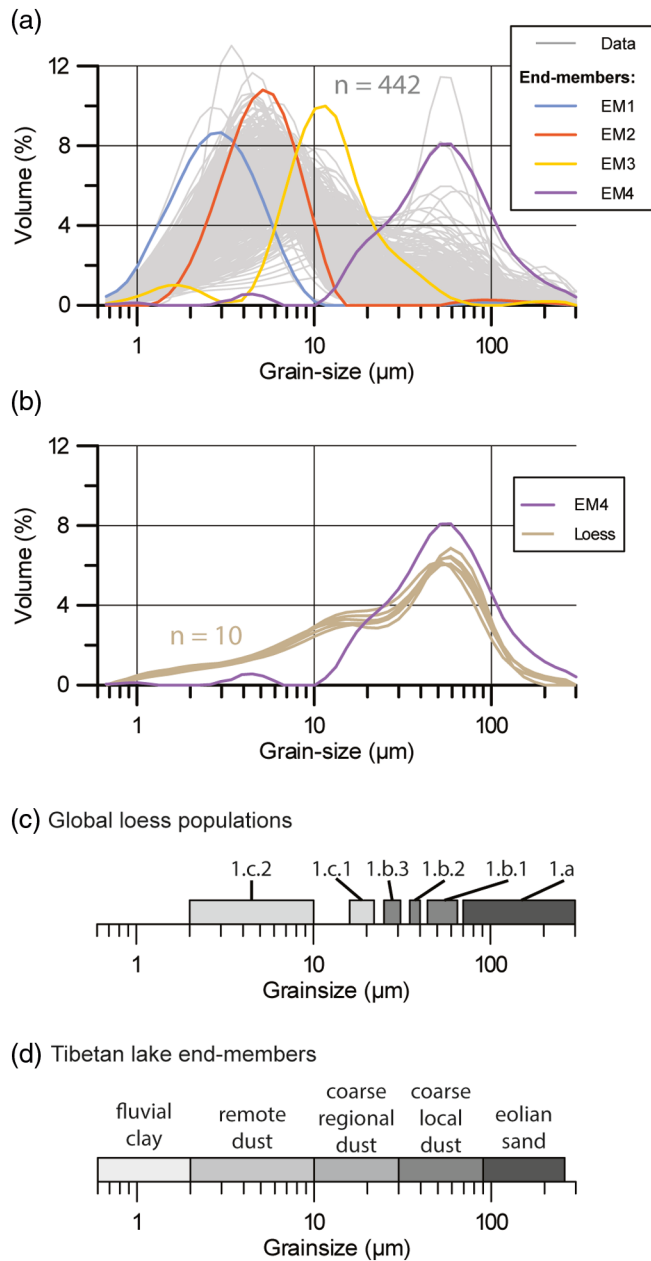 (a)
Data
End-members:
EM1
EM2
EM3
EM4
n = 442
12
8
4
0
Volume (%)
1
10
100
Grain-size (µm)
(b)
12
8
4
0
Volume (%)
EM4
Loess
n = 10
1
10
100
Grain-size (µm)
(c) Global loess populations
1.c.2
1.c.1
1.b.3
1.b.2
1.b.1
1.a
1
10
100
Grainsize (µm)
(d) Tibetan lake end-members
fluvial
clay
remote
dust
coarse
regional
dust
coarse
local
dust
eolian
sand
1
10
100
Grainsize (µm)